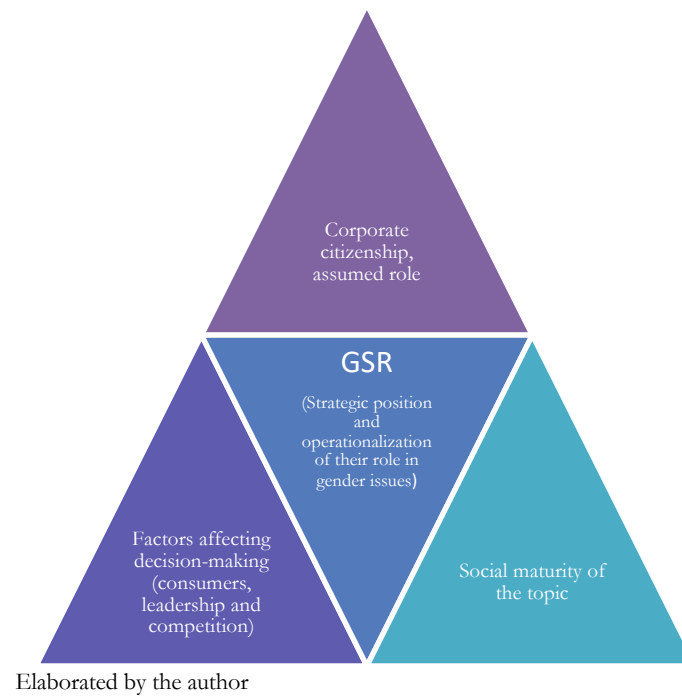 Corporate
citizenship,
assumed role
GSR
(Strategic position
and
operationalization
of their role in
gender issues)
Factors affecting
decision-making
(consumers,
leadership and
competition)
Social maturity of
the topic
Elaborated by the author